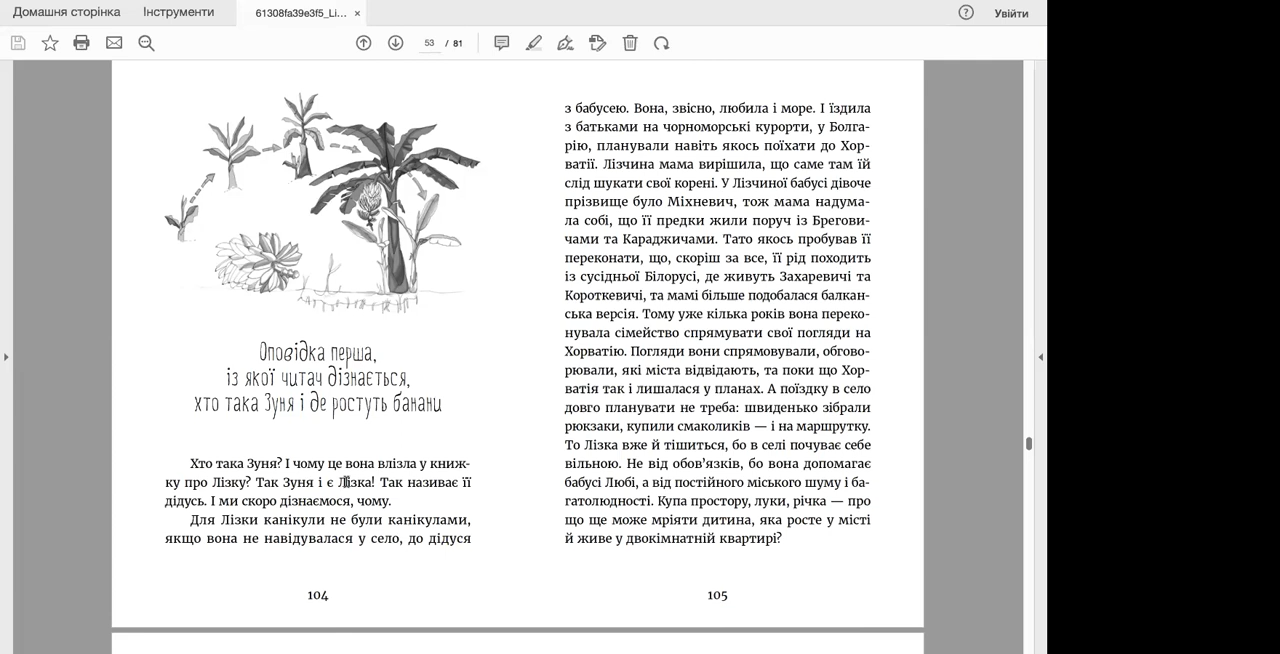 Домашня сторінка
Інструменти
61308fa39e3f5_Li... ×
?
Увійти
53 / 81
Оповідка перша,
із якої читач дізнається,
хто така Зуня і де ростуть банани
Хто така Зуня? І чому це вона влізла у книж-
ку про Лізку? Так Зуня і є Лізка! Так називає її
дідусь. І ми скоро дізнаємося, чому.
Для Лізки канікули не були канікулами,
якщо вона не навідувалася у село, до дідуся
104
з бабусею. Вона, звісно, любила і море. І їздила
з батьками на чорноморські курорти, у Болга-
рію, планували навіть якось поїхати до Хор-
ватії. Лізчина мама вирішила, що саме там їй
слід шукати свої корені. У Лізчиної бабусі дівоче
прізвище було Міхневич, тож мама надума-
ла собі, що її предки жили поруч із Брегови-
чами та Караджичами. Тато якось пробував її
переконати, що, скоріш за все, її рід походить
із сусідньої Білорусі, де живуть Захаревичі та
Короткевичі, та мамі більше подобалася балкан-
ська версія. Тому уже кілька років вона переко-
нувала сімейство спрямувати свої погляди на
Хорватію. Погляди вони спрямовували, обгово-
рювали, які міста відвідають, та поки що Хор-
ватія так і лишалася у планах. А поїздку в село
довго планувати не треба: швиденько зібрали
рюкзаки, купили смаколиків — і на маршрутку.
То Лізка вже й тішиться, бо в селі почуває себе
вільною. Не від обов’язків, бо вона допомагає
бабусі Любі, а від постійного міського шуму і ба-
гатолюдності. Купа простору, луки, річка — про
що ще може мріяти дитина, яка росте у місті
й живе у двокімнатній квартирі?
105